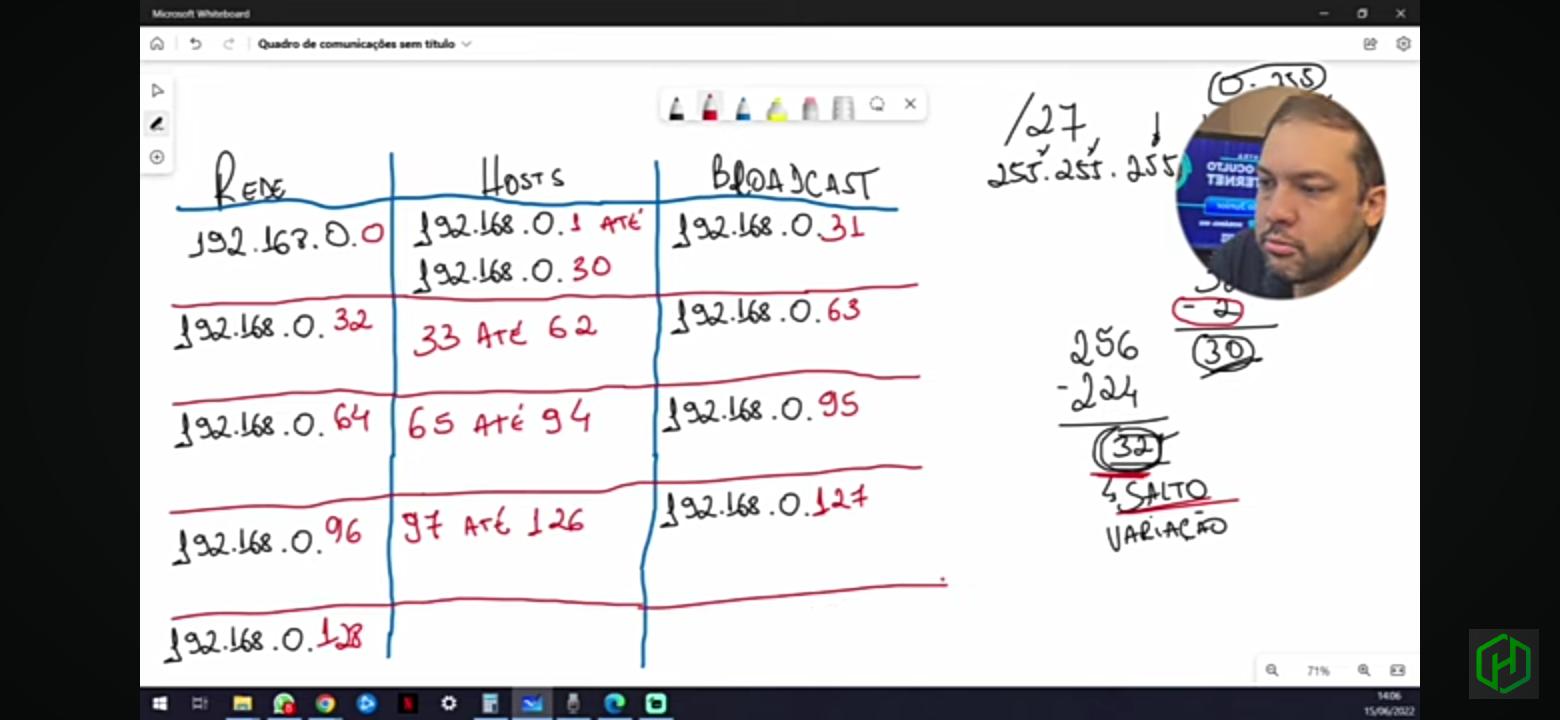 Microsoft Whiteboard
Quadro de comunicações sem título
/27
0-255
255.255.255
REDE HOSTS BROADCAST
192.168.0.0 192.168.0.1 ATÉ 192.168.0.31
192.168.0.30
192.168.0.32 33 ATÉ 62 192.168.0.63
192.168.0.64 65 ATÉ 94 192.168.0.95
192.168.0.96 97 ATÉ 126 192.168.0.127
192.168.0.128
- 2
30
256
-224
32
SALTO
VARIAÇÃO
OCULTO
71%
14:06
15/06/2022